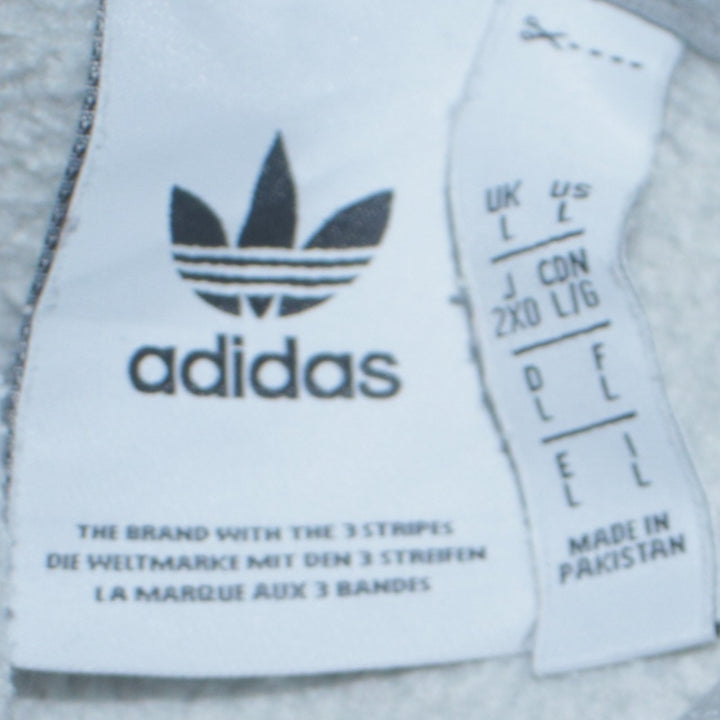 adidas
THE BRAND WITH THE 3 STRIPES
DIE WELTMARKE MIT DEN 3 STREIFEN
LA MARQUE AUX 3 BANDES
UK US
L L
J CDN
2XO L/G
D F
L L
E I
L L
MADE IN
PAKISTAN